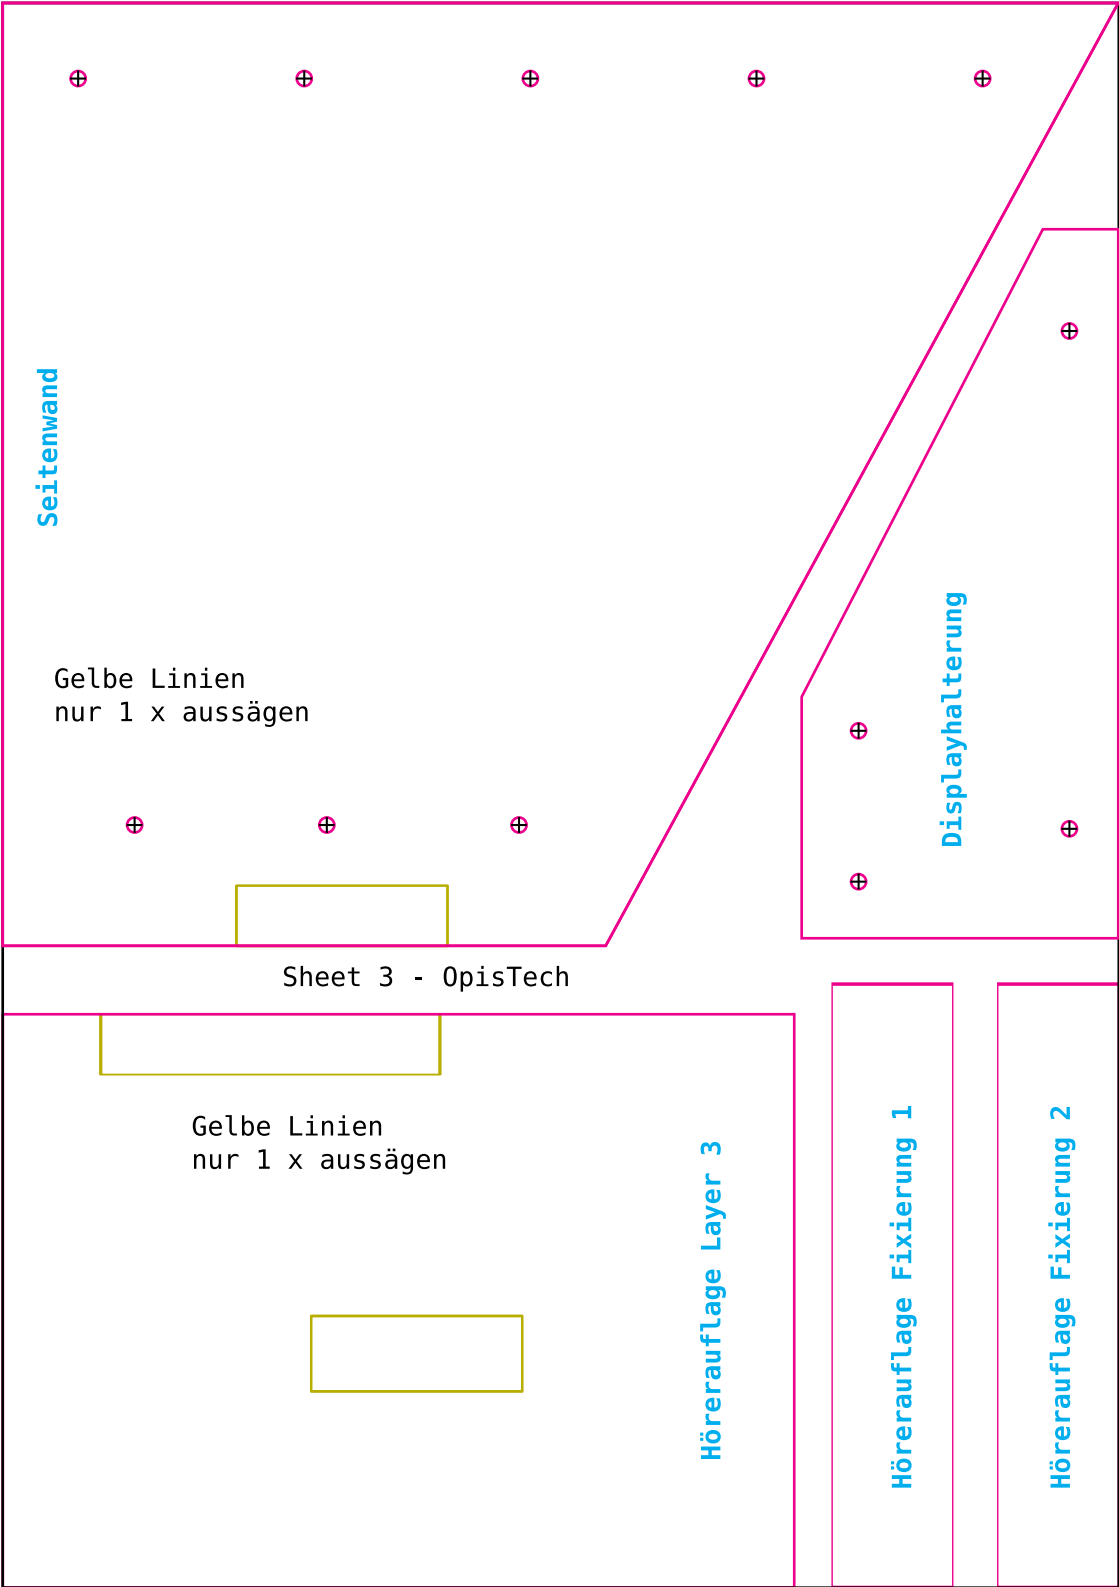 Seitenwand
Gelbe Linien
nur 1 x aussägen
Displayhalterung
Sheet 3 - OpisTech
Gelbe Linien
nur 1 x aussägen
Hörerauflage Layer 3
Hörerauflage Fixierung 1
Hörerauflage Fixierung 2